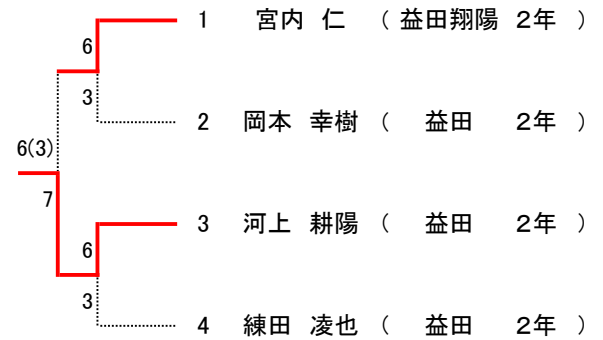 1 宮内 仁 ( 益田翔陽 2年 )
6
3
2 岡本 幸樹 ( 益田 2年 )
6(3)
7
3 河上 耕陽 ( 益田 2年 )
6
3
4 練田 凌也 ( 益田 2年 )